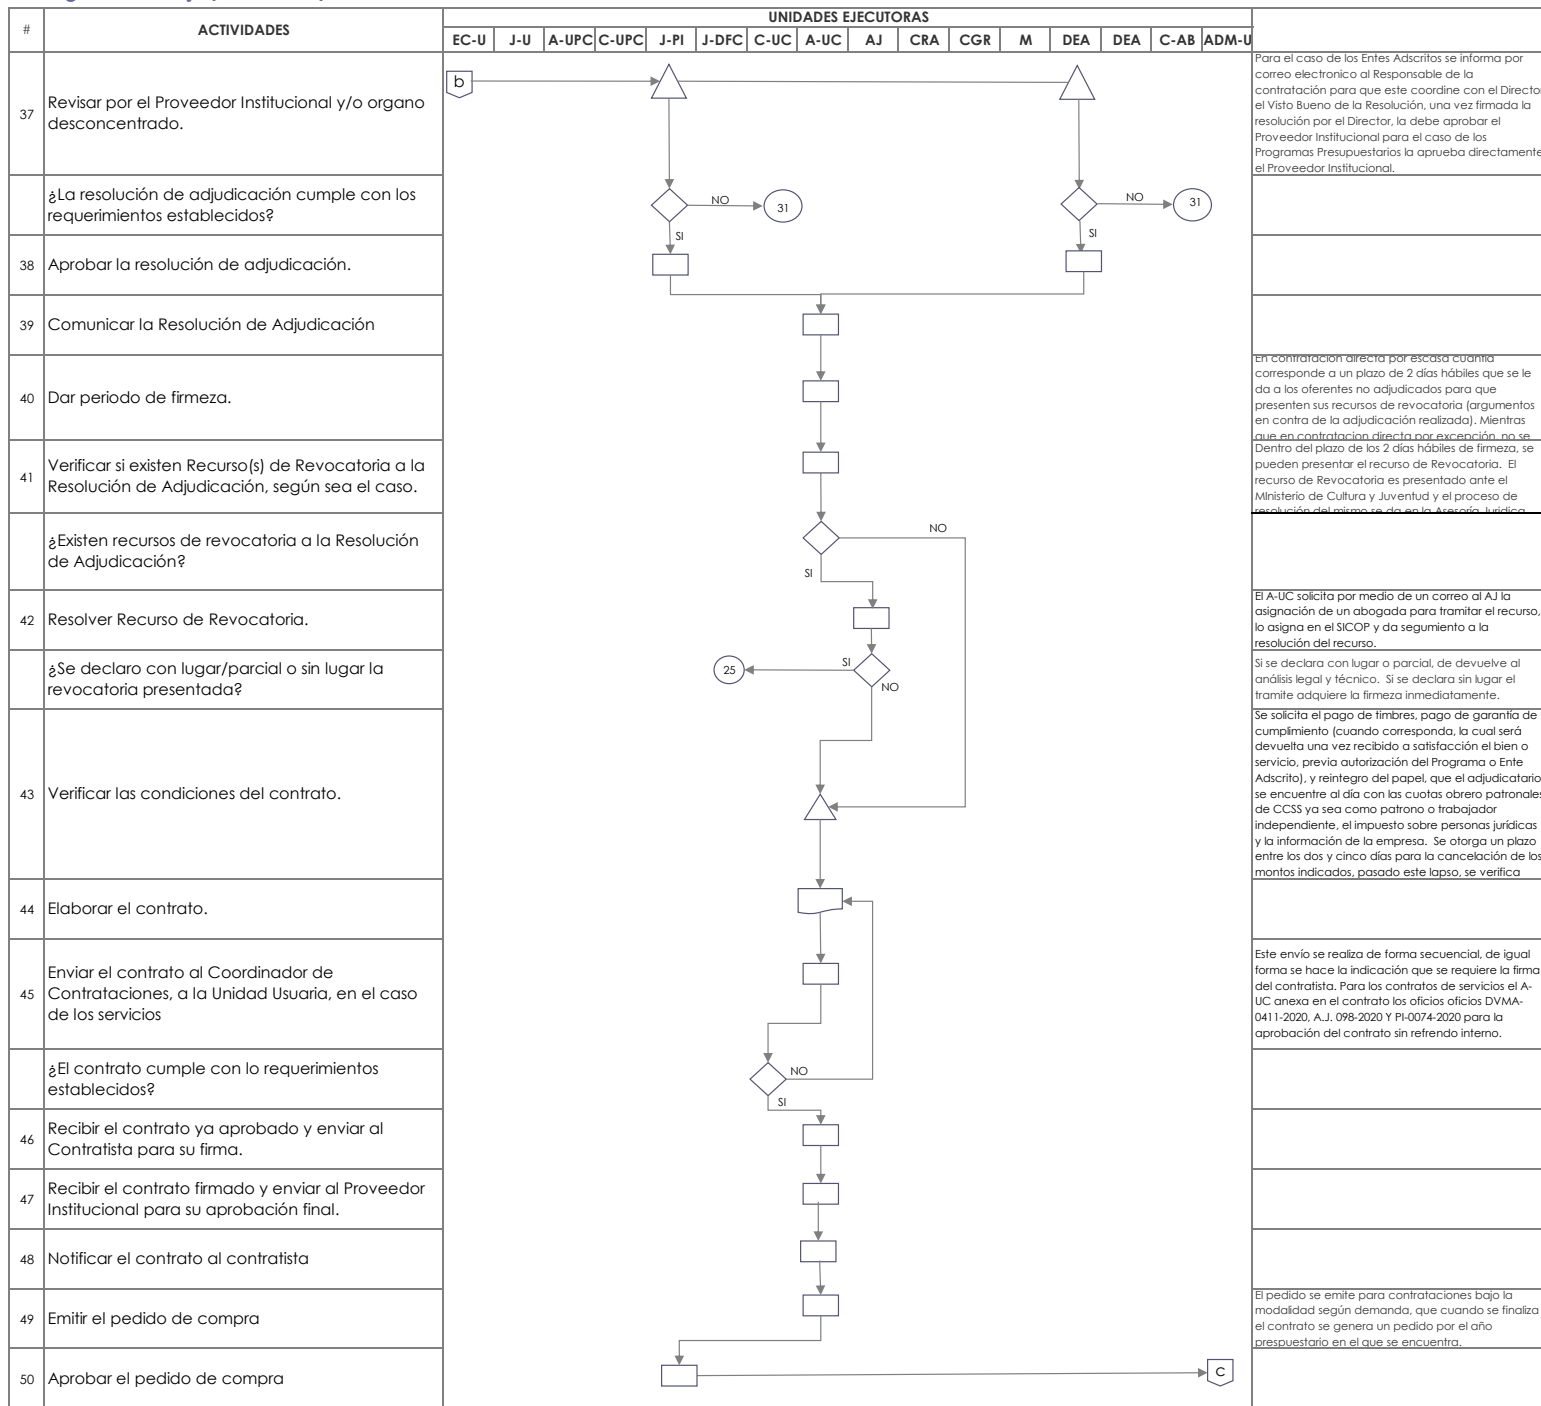 #
ACTIVIDADES
UNIDADES EJECUTORAS
EC-U J-U A-UPC C-UPC J-PI J-DFC C-UC A-UC AJ CRA CGR M DEA DEA C-AB ADM-U
37
Revisar por el Proveedor Institucional y/o organo
desconcentrado.
b
Para el caso de los Entes Adscritos se informa por
correo electronico al Responsable de la
contratación para que este coordine con el Director
el Visto Bueno de la Resolución, una vez firmada la
resolución por el Director, la debe aprobar el
Proveedor Institucional para el caso de los
Programas Presupuestarios la aprueba directamente
el Proveedor Institucional.
¿La resolución de adjudicación cumple con los
requerimientos establecidos?
NO
31
SI
NO
31
SI
38
Aprobar la resolución de adjudicación.
39
Comunicar la Resolución de Adjudicación
40
Dar periodo de firmeza.
En contratacion directa por escasa cuantía
corresponde a un plazo de 2 días hábiles que se le
da a los oferentes no adjudicados para que
presenten sus recursos de revocatoria (argumentos
en contra de la adjudicación realizada). Mientras
que en contratacion directa por excepción, no se
41
Verificar si existen Recurso(s) de Revocatoria a la
Resolución de Adjudicación, según sea el caso.
Dentro del plazo de los 2 días hábiles de firmeza, se
pueden presentar el recurso de Revocatoria. El
recurso de Revocatoria es presentado ante el
MInisterio de Cultura y Juventud y el proceso de
resolución del mismo se da en la Asesoría Juridica
¿Existen recursos de revocatoria a la Resolución
de Adjudicación?
NO
SI
42
Resolver Recurso de Revocatoria.
El A-UC solicita por medio de un correo al AJ la
asignación de un abogada para tramitar el recurso,
lo asigna en el SICOP y da segumiento a la
resolución del recurso.
¿Se declaro con lugar/parcial o sin lugar la
revocatoria presentada?
25
SI
NO
Si se declara con lugar o parcial, de devuelve al
análisis legal y técnico. Si se declara sin lugar el
tramite adquiere la firmeza inmediatamente.
43
Verificar las condiciones del contrato.
Se solicita el pago de timbres, pago de garantía de
cumplimiento (cuando corresponda, la cual será
devuelta una vez recibido a satisfacción el bien o
servicio, previa autorización del Programa o Ente
Adscrito), y reintegro del papel, que el adjudicatario
se encuentre al día con las cuotas obrero patronales
de CCSS ya sea como patrono o trabajador
independiente, el impuesto sobre personas jurídicas
y la información de la empresa. Se otorga un plazo
entre los dos y cinco días para la cancelación de los
montos indicados, pasado este lapso, se verifica
44
Elaborar el contrato.
45
Enviar el contrato al Coordinador de
Contrataciones, a la Unidad Usuaria, en el caso
de los servicios
Este envío se realiza de forma secuencial, de igual
forma se hace la indicación que se requiere la firma
del contratista. Para los contratos de servicios el A-
UC anexa en el contrato los oficios oficios DVMA-
0411-2020, A.J. 098-2020 Y PI-0074-2020 para la
aprobación del contrato sin refrendo interno.
¿El contrato cumple con lo requerimientos
establecidos?
NO
SI
46
Recibir el contrato ya aprobado y enviar al
Contratista para su firma.
47
Recibir el contrato firmado y enviar al Proveedor
Institucional para su aprobación final.
48
Notificar el contrato al contratista
49
Emitir el pedido de compra
El pedido se emite para contrataciones bajo la
modalidad según demanda, que cuando se finaliza
el contrato se genera un pedido por el año
prespuestario en el que se encuentra.
50
Aprobar el pedido de compra
C